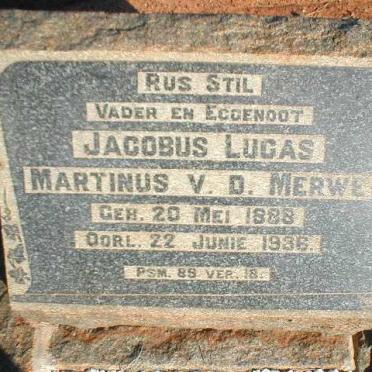 RUS STIL
VADER EN EGGENOOT
JACOBUS LUCAS
MARTINUS V. D. MERWE
GEB. 20 MEI 1888
OORL. 22 JUNIE 1936.
PSM. 89 VER. 18.